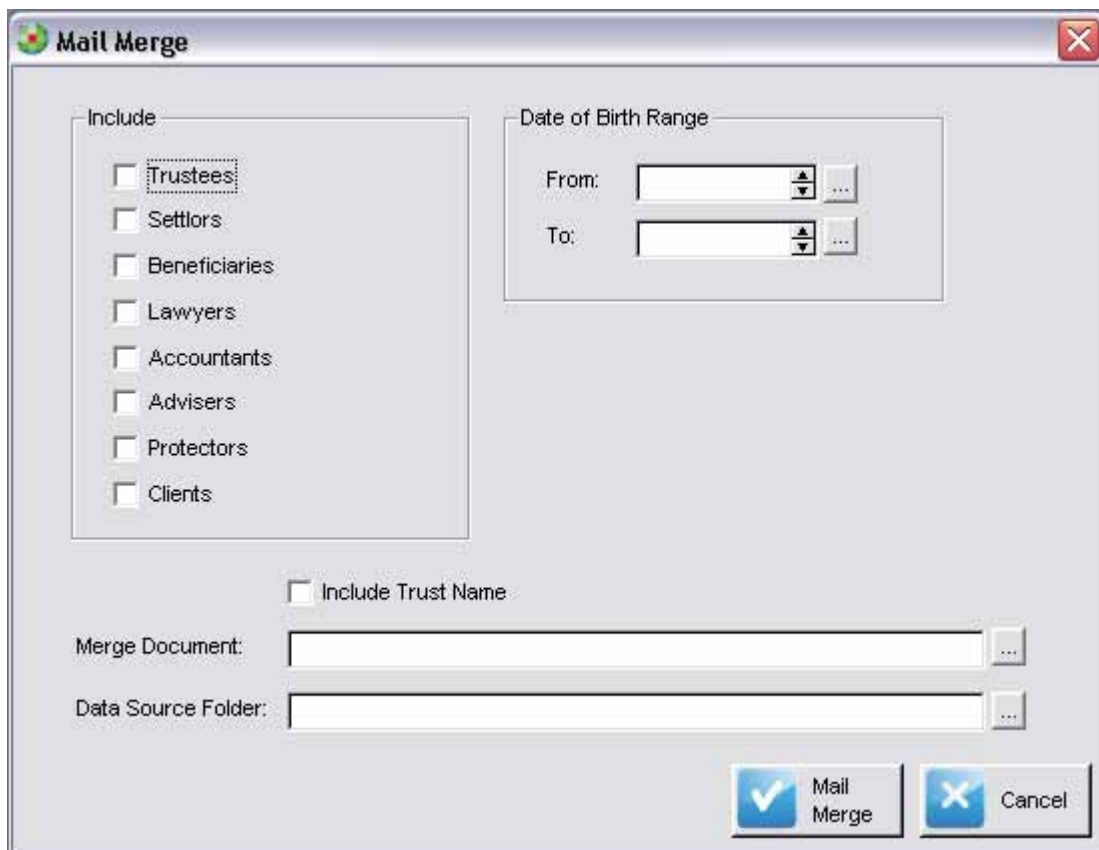 Mail Merge
Include
Trustees
Settlors
Beneficiaries
Lawyers
Accountants
Advisers
Protectors
Clients
Date of Birth Range
From:
...
To:
...
Include Trust Name
Merge Document:
...
Data Source Folder:
...
Mail
Merge
Cancel